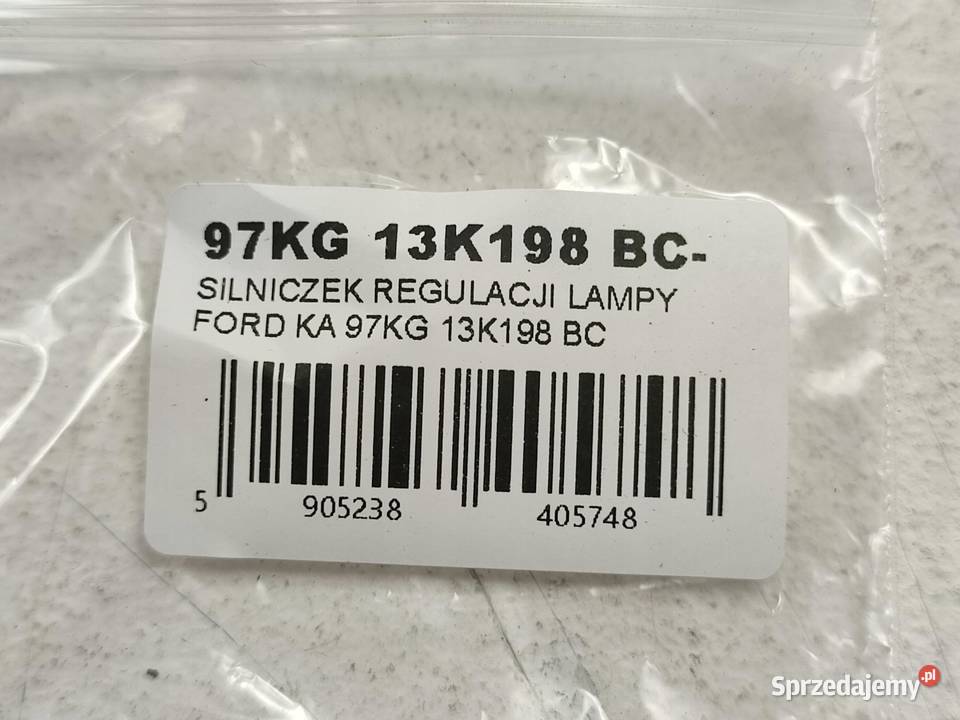 97KG 13K198 BC-
SILNICZEK REGULACJI LAMPY
FORD KA 97KG 13K198 BC
5 905238 405748
Sprzedajemy.pl